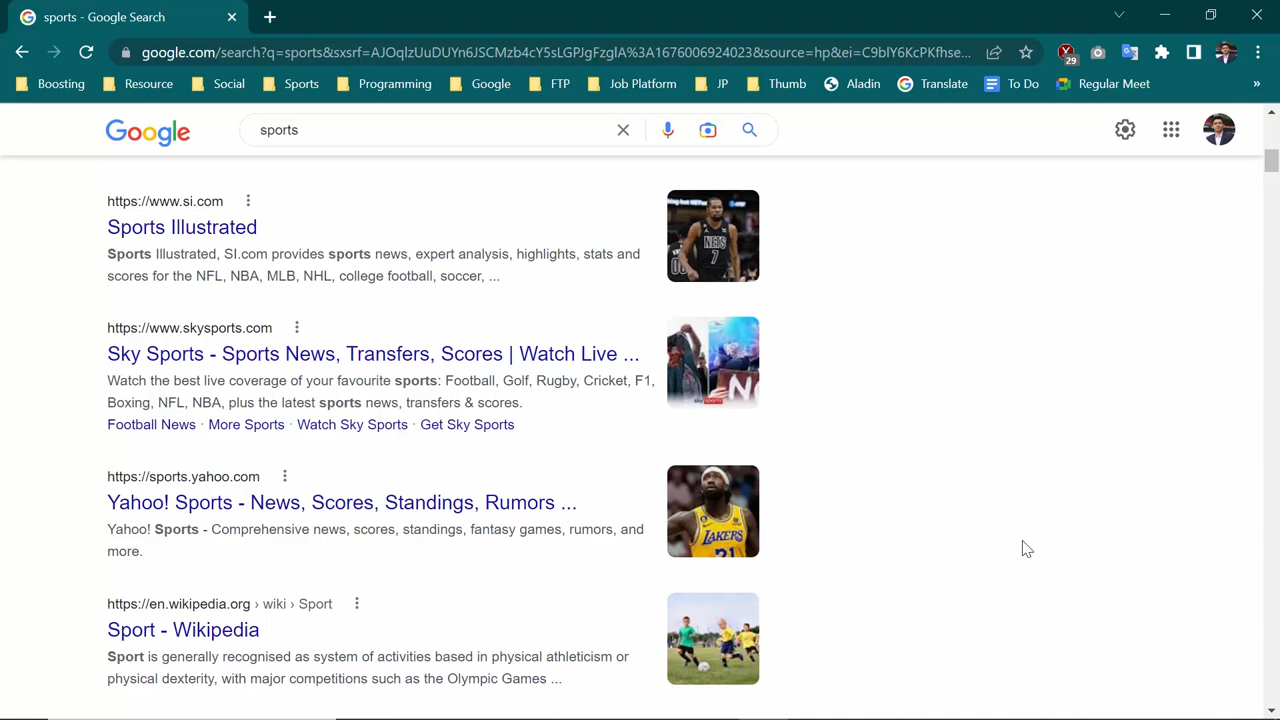 sports - Google Search
google.com/search?q=sports&sxsrf=AJOqlzUuDUYn6JSCMzb4cY5sLGPJgFzglA%3A1676006924023&source=hp&ei=C9blY6KcPKfhse...
29
Boosting Resource Social Sports Programming Google FTP Job Platform JP Thumb Aladin Translate To Do Regular Meet »
Google sports
https://www.si.com
Sports Illustrated
Sports Illustrated, SI.com provides sports news, expert analysis, highlights, stats and
scores for the NFL, NBA, MLB, NHL, college football, soccer, ...
NETS
7
https://www.skysports.com
Sky Sports - Sports News, Transfers, Scores | Watch Live ...
Watch the best live coverage of your favourite sports: Football, Golf, Rugby, Cricket, F1,
Boxing, NFL, NBA, plus the latest sports news, transfers & scores.
Football News · More Sports · Watch Sky Sports · Get Sky Sports
https://sports.yahoo.com
Yahoo! Sports - News, Scores, Standings, Rumors ...
Yahoo! Sports - Comprehensive news, scores, standings, fantasy games, rumors, and
more.
LAKERS
21
https://en.wikipedia.org › wiki › Sport
Sport - Wikipedia
Sport is generally recognised as system of activities based in physical athleticism or
physical dexterity, with major competitions such as the Olympic Games ...